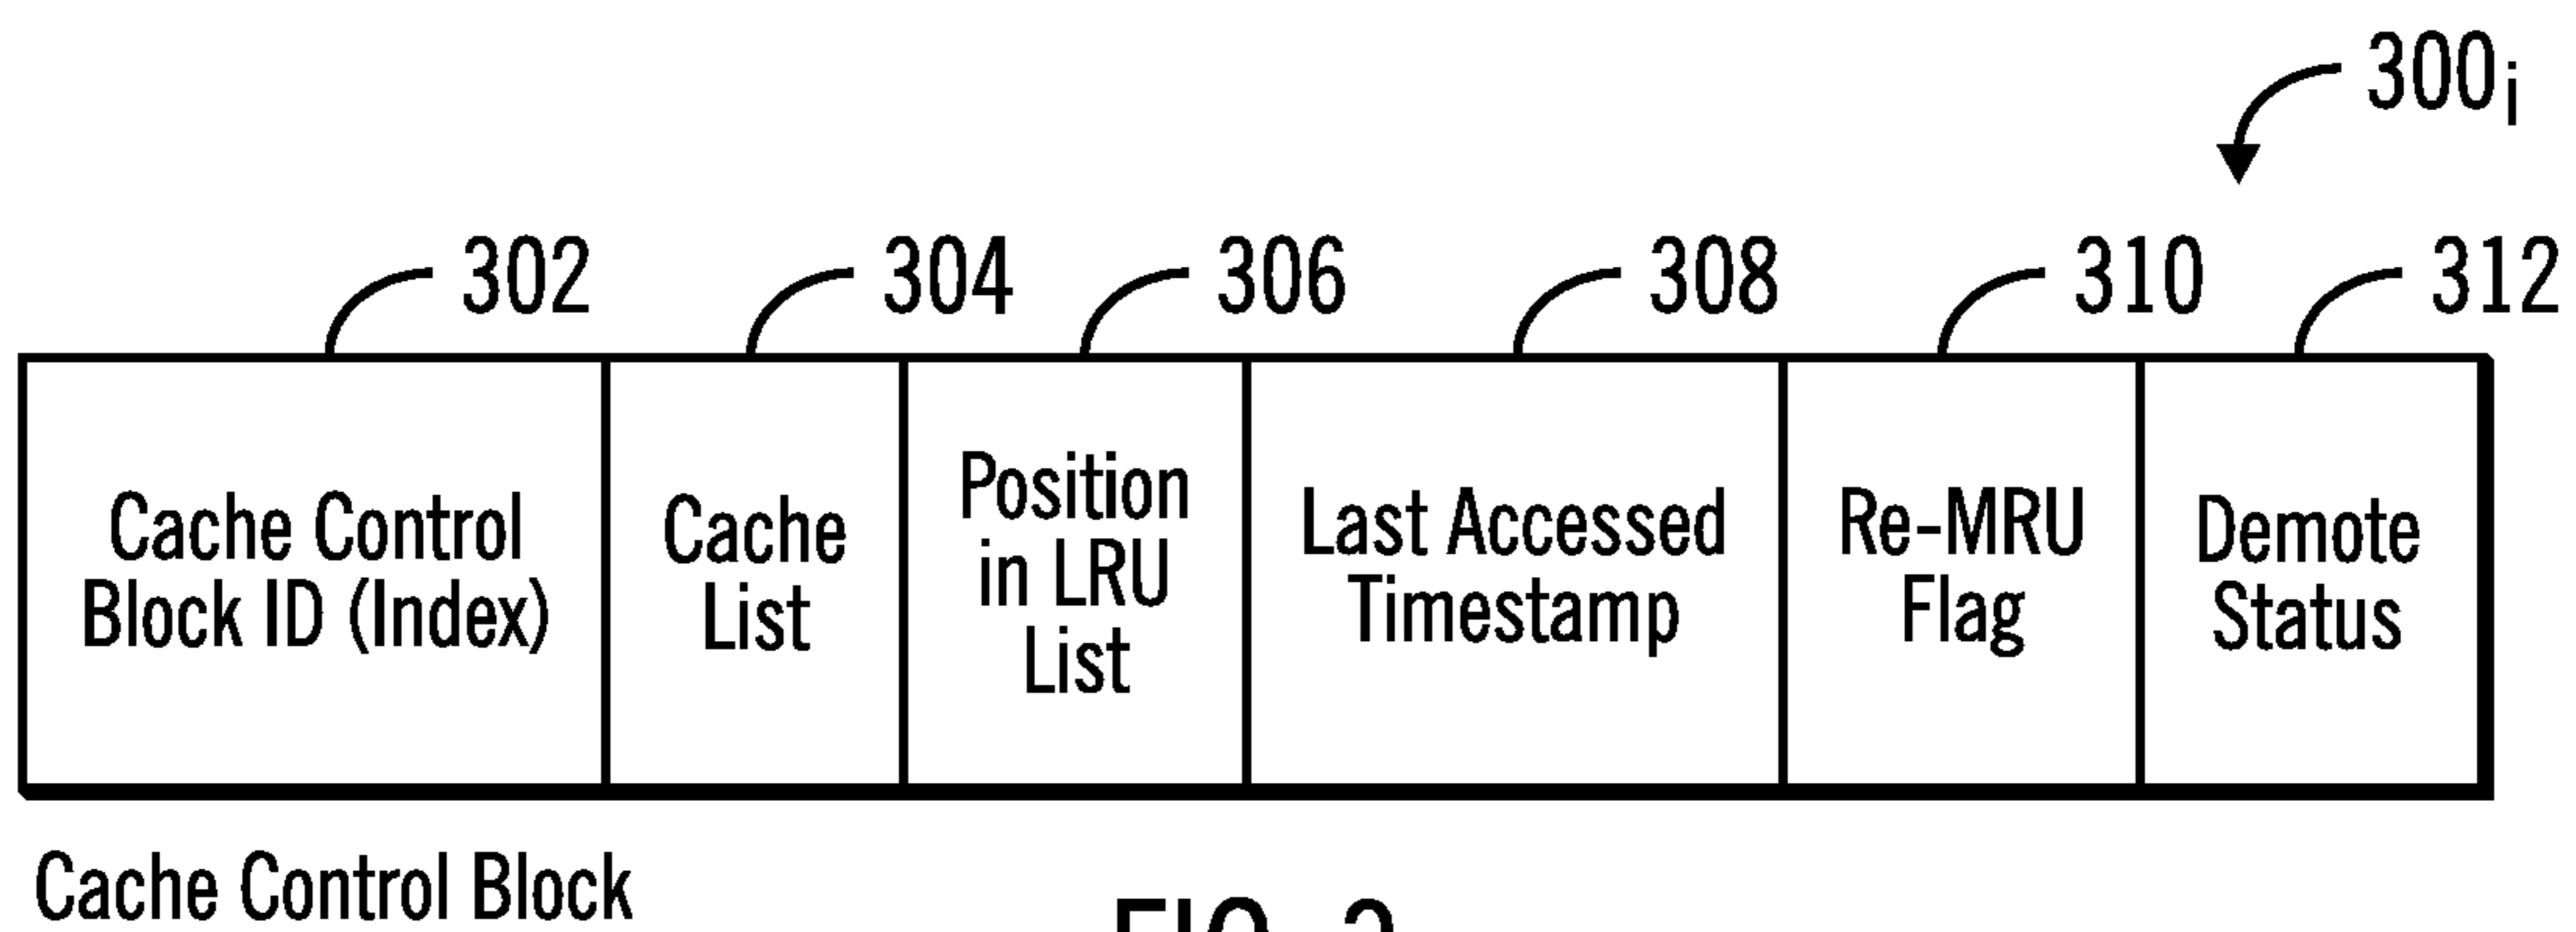 300i
302 304 306 308 310 312
Cache Control
Block ID (Index)
Cache
List
Position
in LRU
List
Last Accessed
Timestamp
Re-MRU
Flag
Demote
Status
Cache Control Block
FIG.